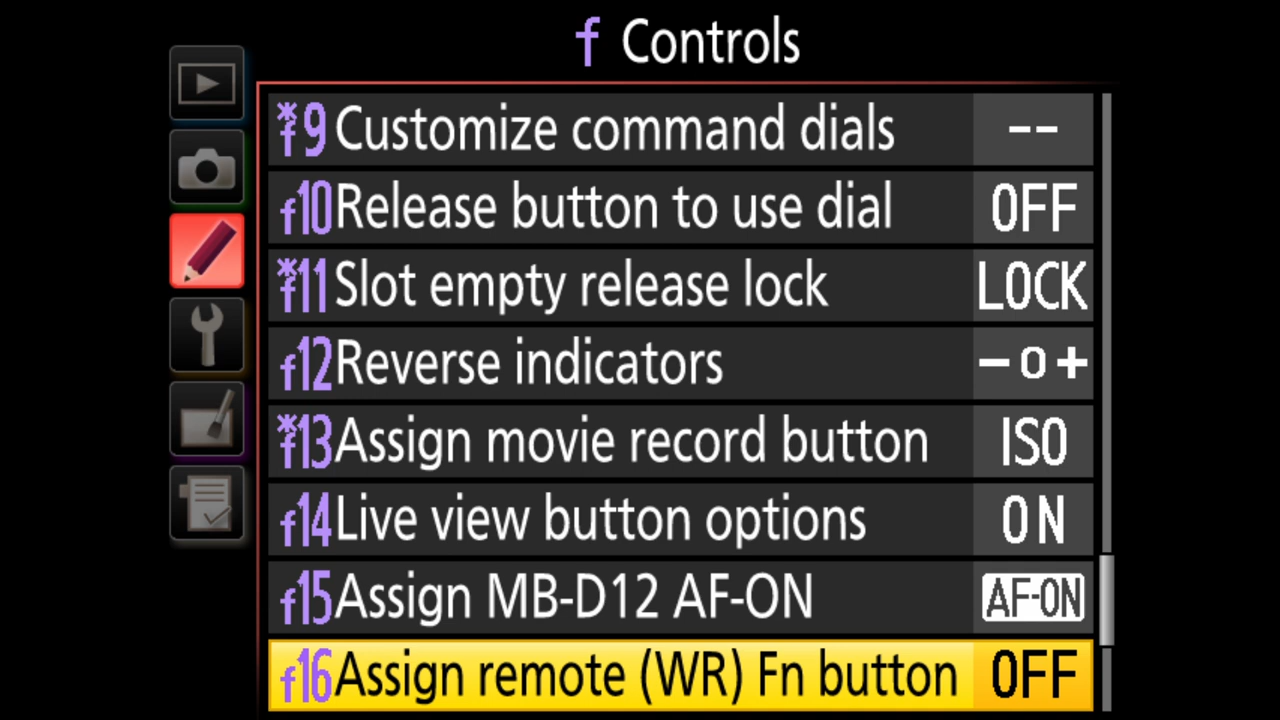 f Controls
*f9 Customize command dials --
f10 Release button to use dial OFF
*f11 Slot empty release lock LOCK
f12 Reverse indicators -o+
*f13 Assign movie record button ISO
f14 Live view button options ON
f15 Assign MB-D12 AF-ON AF-ON
f16 Assign remote (WR) Fn button OFF